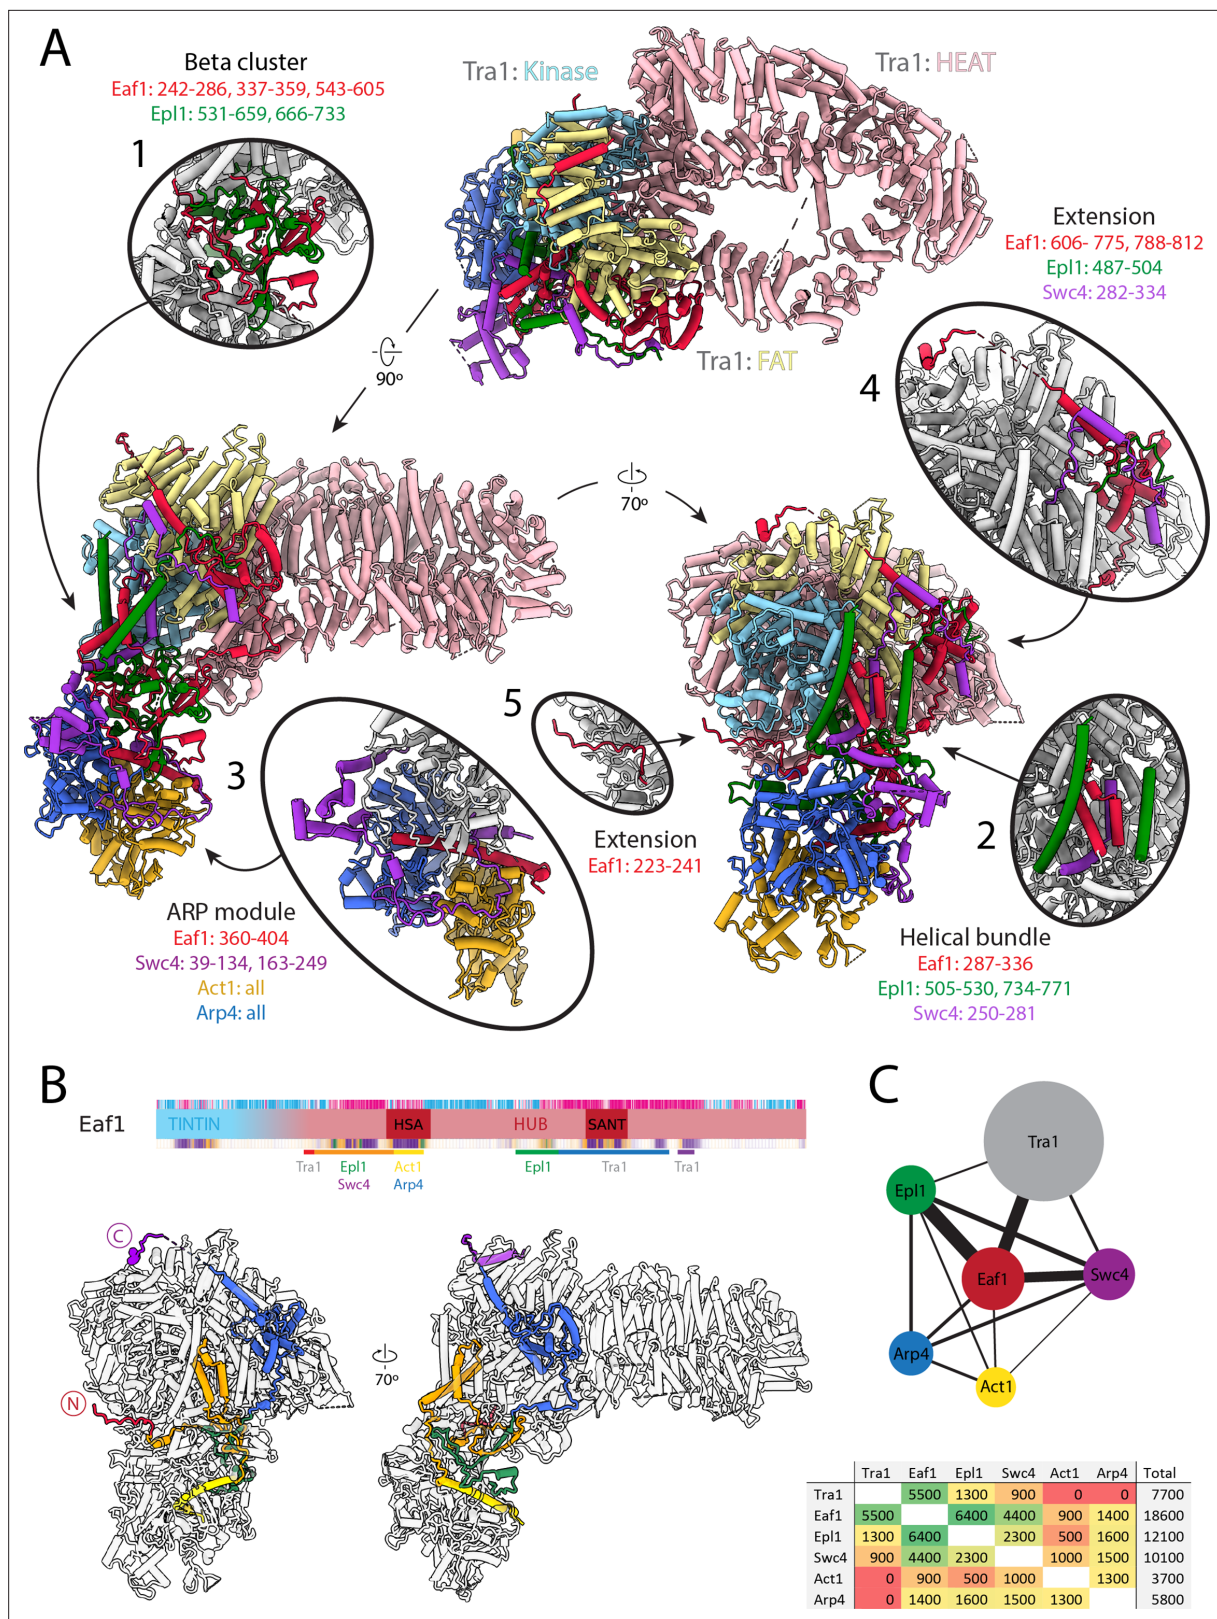 A
Beta cluster
Eaf1: 242-286, 337-359, 543-605
Epl1: 531-659, 666-733
1
Tra1: Kinase
Tra1: HEAT
Tra1: FAT
90º
Extension
Eaf1: 606- 775, 788-812
Epl1: 487-504
Swc4: 282-334
4
70º
5
Extension
Eaf1: 223-241
3
ARP module
Eaf1: 360-404
Swc4: 39-134, 163-249
Act1: all
Arp4: all
2
Helical bundle
Eaf1: 287-336
Epl1: 505-530, 734-771
Swc4: 250-281
B
Eaf1
TINTIN HSA HUB SANT
Tra1 Epl1 Act1 Epl1 Tra1 Tra1
Swc4 Arp4
C
N
70º
C
Tra1
Epl1
Eaf1
Swc4
Arp4
Act1
Tra1 Eaf1 Epl1 Swc4 Act1 Arp4 Total
Tra1 5500 1300 900 0 0 7700
Eaf1 5500 6400 4400 900 1400 18600
Epl1 1300 6400 2300 500 1600 12100
Swc4 900 4400 2300 1000 1500 10100
Act1 0 900 500 1000 1300 3700
Arp4 0 1400 1600 1500 1300 5800